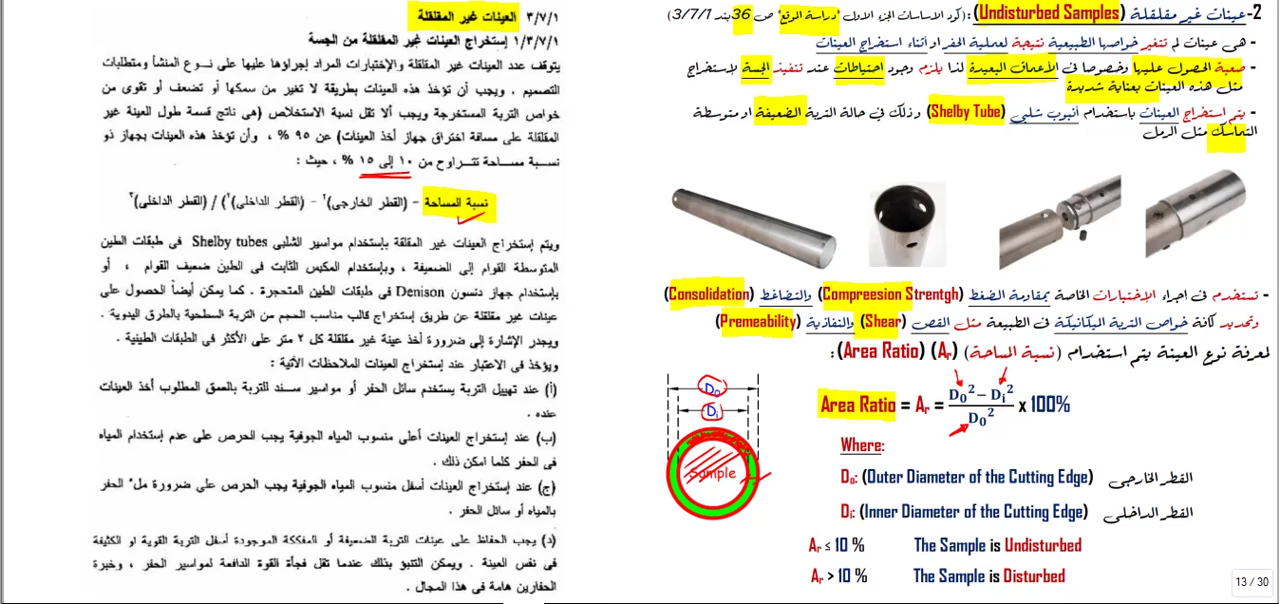 ٣/٧/١ العينات غير المقلقلة
١/٣/٧/١ إستخراج العينات غير المقلقلة من الجسة
يتوقف عدد العينات غير المقلقلة والإختبارات المراد إجراؤها عليها على نوع المنشأ ومتطلبات
التصميم . ويجب أن تؤخذ هذه العينات بطريقة لا تغير من سمكها أو تضعف أو تقوى من
خواص التربة المستخرجة ويجب ألا تقل نسبة الاستخلاص (هى ناتج قسمة طول العينة غير
المقلقلة على مسافة اختراق جهاز أخذ العينات) عن ٩٥ % ، وأن تؤخذ هذه العينات بجهاز ذو
نسبة مساحة تتراوح من ١٠ إلى ١٥ % ، حيث :
نسبة المساحة = (القطر الخارجى)٢ - (القطر الداخلى)٢) / (القطر الداخلى)٢
ويتم إستخراج العينات غير المقلقة بإستخدام مواسير الشلبى Shelby tubes فى طبقات الطين
المتوسطة القوام إلى الضعيفة ، وبإستخدام المكبس الثابت فى الطين ضعيف القوام ، أو
بإستخدام جهاز دنسون Denison فى طبقات الطين المتحجرة . كما يمكن أيضاً الحصول على
عينات غير مقلقلة عن طريق إستخراج قالب مناسب الحجم من التربة السطحية بالطرق اليدوية .
ويجدر الإشارة إلى ضرورة أخذ عينة غير مقلقلة كل ٢ متر على الأكثر فى الطبقات الطينية .
ويؤخذ فى الاعتبار عند إستخراج العينات الملاحظات الآتية :
(أ) عند تهييل التربة يستخدم سائل الحفر أو مواسير سند للتربة بالعمق المطلوب أخذ العينات
عنده .
(ب) عند إستخراج العينات أعلى منسوب المياه الجوفية يجب الحرص على عدم إستخدام المياه
فى الحفر كلما امكن ذلك .
(ج) عند إستخراج العينات أسفل منسوب المياه الجوفية يجب الحرص على ضرورة ملء الحفر
بالمياه أو سائل الحفر .
(د) يجب الحفاظ على عينات التربة الضعيفة أو المفككة الموجودة أسفل التربة القوية او الكثيفة
فى نفس العينة . ويمكن التنبؤ بذلك عندما تقل فجأة القوة الدافعة لمواسير الحفر ، وخبرة
الحفارين هامة فى هذا المجال .
2-عينات غير مقلقلة (Undisturbed Samples):(كود الاساسات الجزء الاول "دراسة الموقع" ص 36 بند 3/7/1)
- هى عينات لم تتغير خواصها الطبيعية نتيجة لعملية الحفر او أثناء استخراج العينات
- صعبة الحصول عليها وخصوصا فى الأعماق البعيدة لذا يلزم وجود احتياطات عند تنفيذ الجسة لإستخراج
مثل هذه العينات بعناية شديدة
- يتم استخراج العينات باستخدام أنبوب شلبي (Shelby Tube) وذلك فى حالة التربة الضعيفة او متوسطة
التماسك مثل الرمل
- تستخدم فى اجراء الإختبارات الخاصة بمقاومة الضغط (Compreesion Strentgh) والتضاغط (Consolidation)
وتحديد كافة خواص التربة الميكانيكة فى الطبيعة مثل القص (Shear) والنفاذية (Premeability)
لمعرفة نوع العينة يتم استخدام (نسبة المساحة) (Ar) (Area Ratio):
Do
Di
Sample
Area Ratio = Ar = Do² – Di² / Do² x 100%
Where:
Do: (Outer Diameter of the Cutting Edge) القطر الخارجى
Di: (Inner Diameter of the Cutting Edge) القطر الداخلى
Ar ≤ 10 % The Sample is Undisturbed
Ar > 10 % The Sample is Disturbed
13 / 30